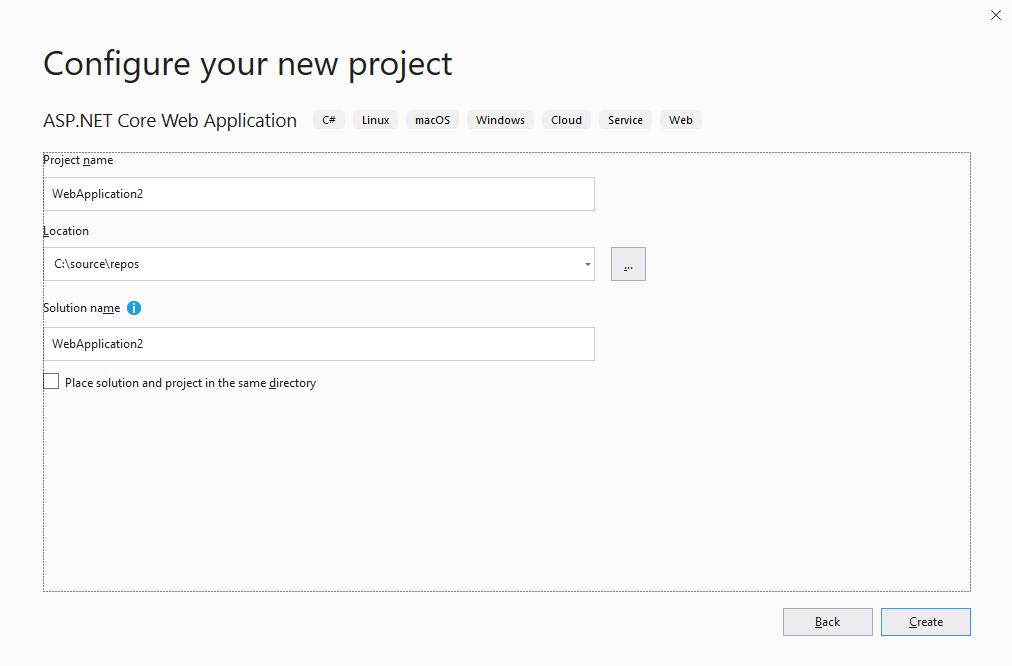 Configure your new project
ASP.NET Core Web Application C# Linux macOS Windows Cloud Service Web
Project name
WebApplication2
Location
C:\source\repos ...
Solution name i
WebApplication2
Place solution and project in the same directory
Back Create